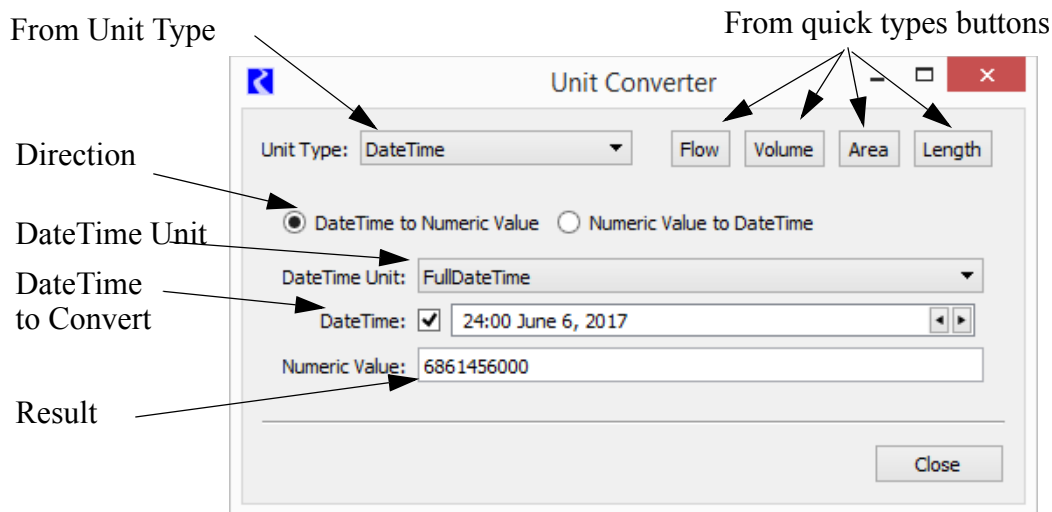 From Unit Type
From quick types buttons
Unit Converter
Direction
Unit Type: DateTime Flow Volume Area Length
DateTime to Numeric Value Numeric Value to DateTime
DateTime Unit
DateTime Unit: FullDateTime
DateTime
to Convert
DateTime: 24:00 June 6, 2017
Numeric Value: 6861456000
Result
Close